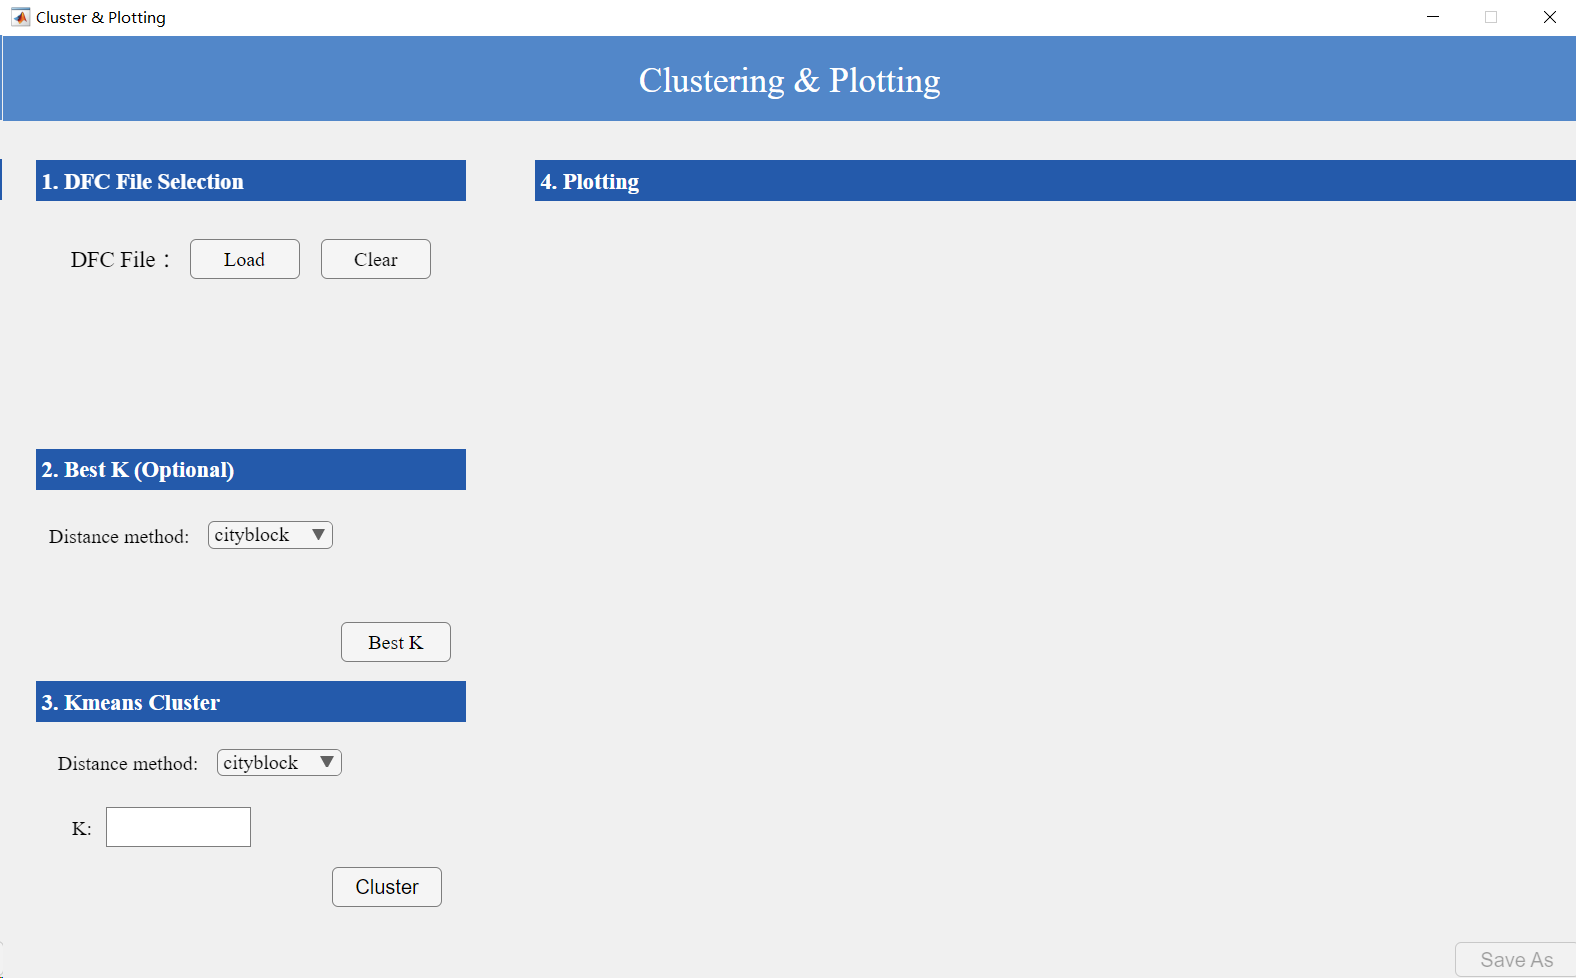 Cluster & Plotting
Clustering & Plotting
1. DFC File Selection
DFC File：
Load
Clear
2. Best K (Optional)
Distance method:
cityblock
Best K
3. Kmeans Cluster
Distance method:
cityblock
K:
Cluster
4. Plotting
Save As